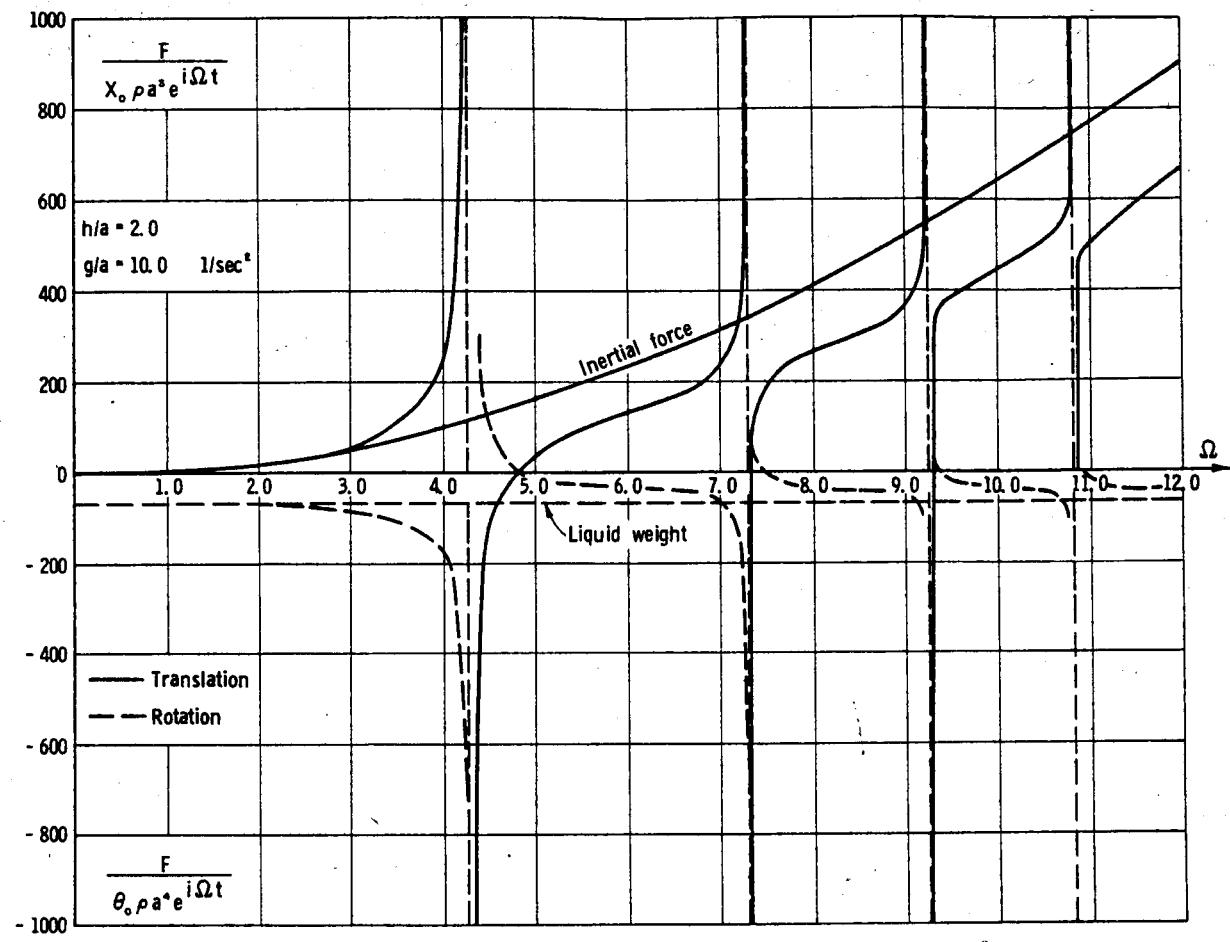 1000
F
X₀ ρ a³ e^iΩt
800
600
h/a = 2.0
g/a = 10.0 1/sec²
400
Inertial force
200
Ω
0
1.0 2.0 3.0 4.0 5.0 6.0 7.0 8.0 9.0 10.0 11.0 12.0
Liquid weight
- 200
- 400
Translation
Rotation
- 600
- 800
F
θ₀ ρ a⁴ e^iΩt
- 1000